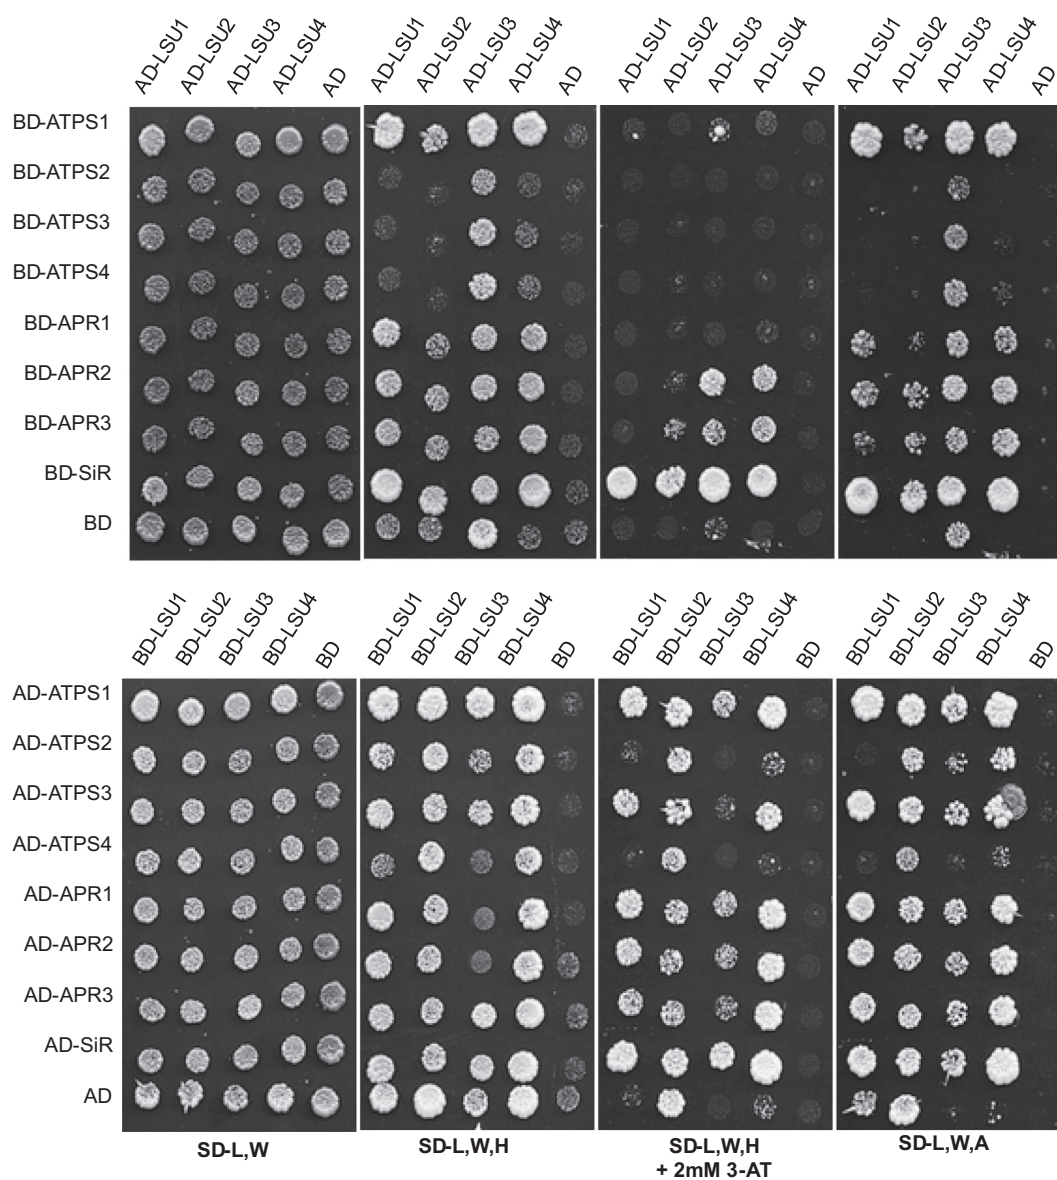 AD-LSU1 AD-LSU2 AD-LSU3 AD-LSU4 AD AD-LSU1 AD-LSU2 AD-LSU3 AD-LSU4 AD AD-LSU1 AD-LSU2 AD-LSU3 AD-LSU4 AD AD-LSU1 AD-LSU2 AD-LSU3 AD-LSU4 AD
BD-ATPS1
BD-ATPS2
BD-ATPS3
BD-ATPS4
BD-APR1
BD-APR2
BD-APR3
BD-SiR
BD
BD-LSU1 BD-LSU2 BD-LSU3 BD-LSU4 BD BD-LSU1 BD-LSU2 BD-LSU3 BD-LSU4 BD BD-LSU1 BD-LSU2 BD-LSU3 BD-LSU4 BD BD-LSU1 BD-LSU2 BD-LSU3 BD-LSU4 BD
AD-ATPS1
AD-ATPS2
AD-ATPS3
AD-ATPS4
AD-APR1
AD-APR2
AD-APR3
AD-SiR
AD
SD-L,W SD-L,W,H SD-L,W,H SD-L,W,A
+ 2mM 3-AT